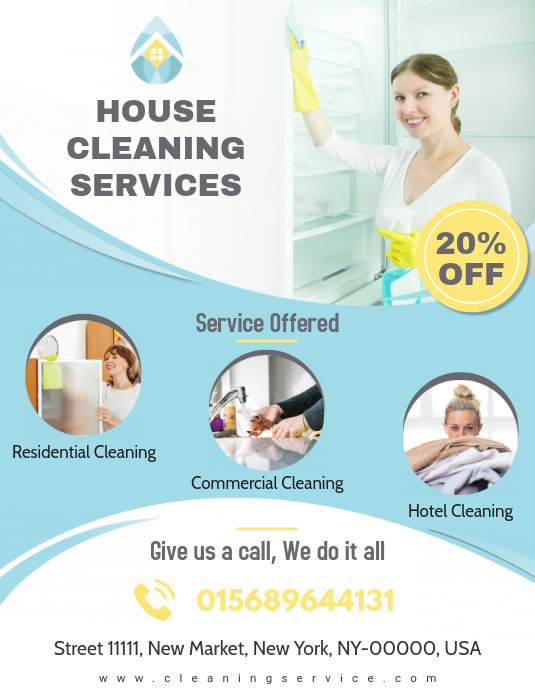 HOUSE
CLEANING
SERVICES
20%
OFF
Service Offered
Residential Cleaning
Commercial Cleaning
Hotel Cleaning
Give us a call, We do it all
015689644131
Street 11111, New Market, New York, NY-00000, USA
www.cleaningservice.com